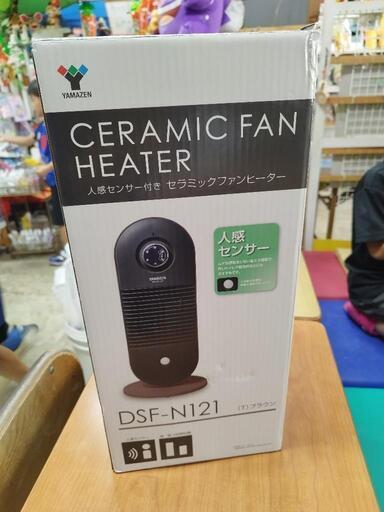 YAMAZEN
CERAMIC FAN
HEATER
人感センサー付き セラミックファンヒーター
人感
センサー
YAMAZEN
DSF-N121
(T)ブラウン